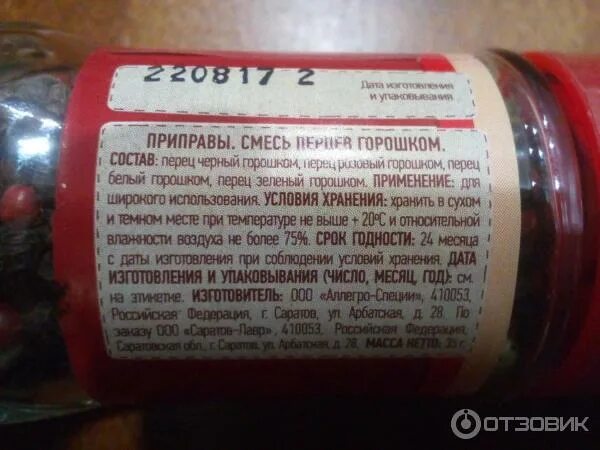 220817 2
Дата изготовления
и упаковывания
ПРИПРАВЫ. СМЕСЬ ПЕРЦЕВ ГОРОШКОМ.
СОСТАВ: перец черный горошком, перец розовый горошком, перец
белый горошком, перец зеленый горошком. ПРИМЕНЕНИЕ: для
широкого использования. УСЛОВИЯ ХРАНЕНИЯ: хранить в сухом
и темном месте при температуре не выше + 20°С и относительной
влажности воздуха не более 75%. СРОК ГОДНОСТИ: 24 месяца
с даты изготовления при соблюдении условий хранения. ДАТА
ИЗГОТОВЛЕНИЯ И УПАКОВЫВАНИЯ (ЧИСЛО, МЕСЯЦ, ГОД): см.
на этикетке. ИЗГОТОВИТЕЛЬ: ООО «Аллегро-Специи», 410053,
Российская Федерация, г. Саратов, ул. Арбатская, д. 28. По
заказу ООО «Саратов-Лавр», 410053, Российская Федерация,
Саратовская обл., г. Саратов, ул. Арбатская, д. 28. МАССА НЕТТО: 35 г.
ОТЗОВИК